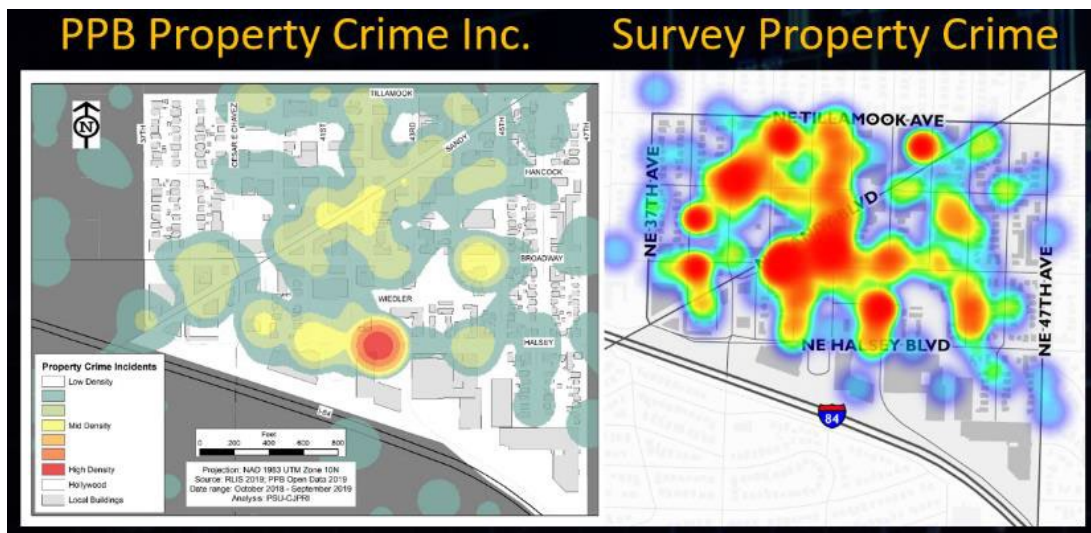 PPB Property Crime Inc.
Survey Property Crime
N
TILLAMOOK
37TH
CESAR E CHAVEZ
41ST
43RD
SANDY
45TH
47TH
HANCOCK
BROADWAY
WIEDLER
HALSEY
I-84
Property Crime Incidents
Low Density
Mid Density
High Density
Hollywood
Local Buildings
Feet
0 200 400 600 800
Projection: NAD 1983 UTM Zone 10N
Source: RLIS 2019; PPB Open Data 2019
Date range: October 2018 - September 2019
Analysis: PSU-CJPRI
NE TILLAMOOK AVE
NE 37TH AVE
BLVD
NE 47TH AVE
NE HALSEY BLVD
84